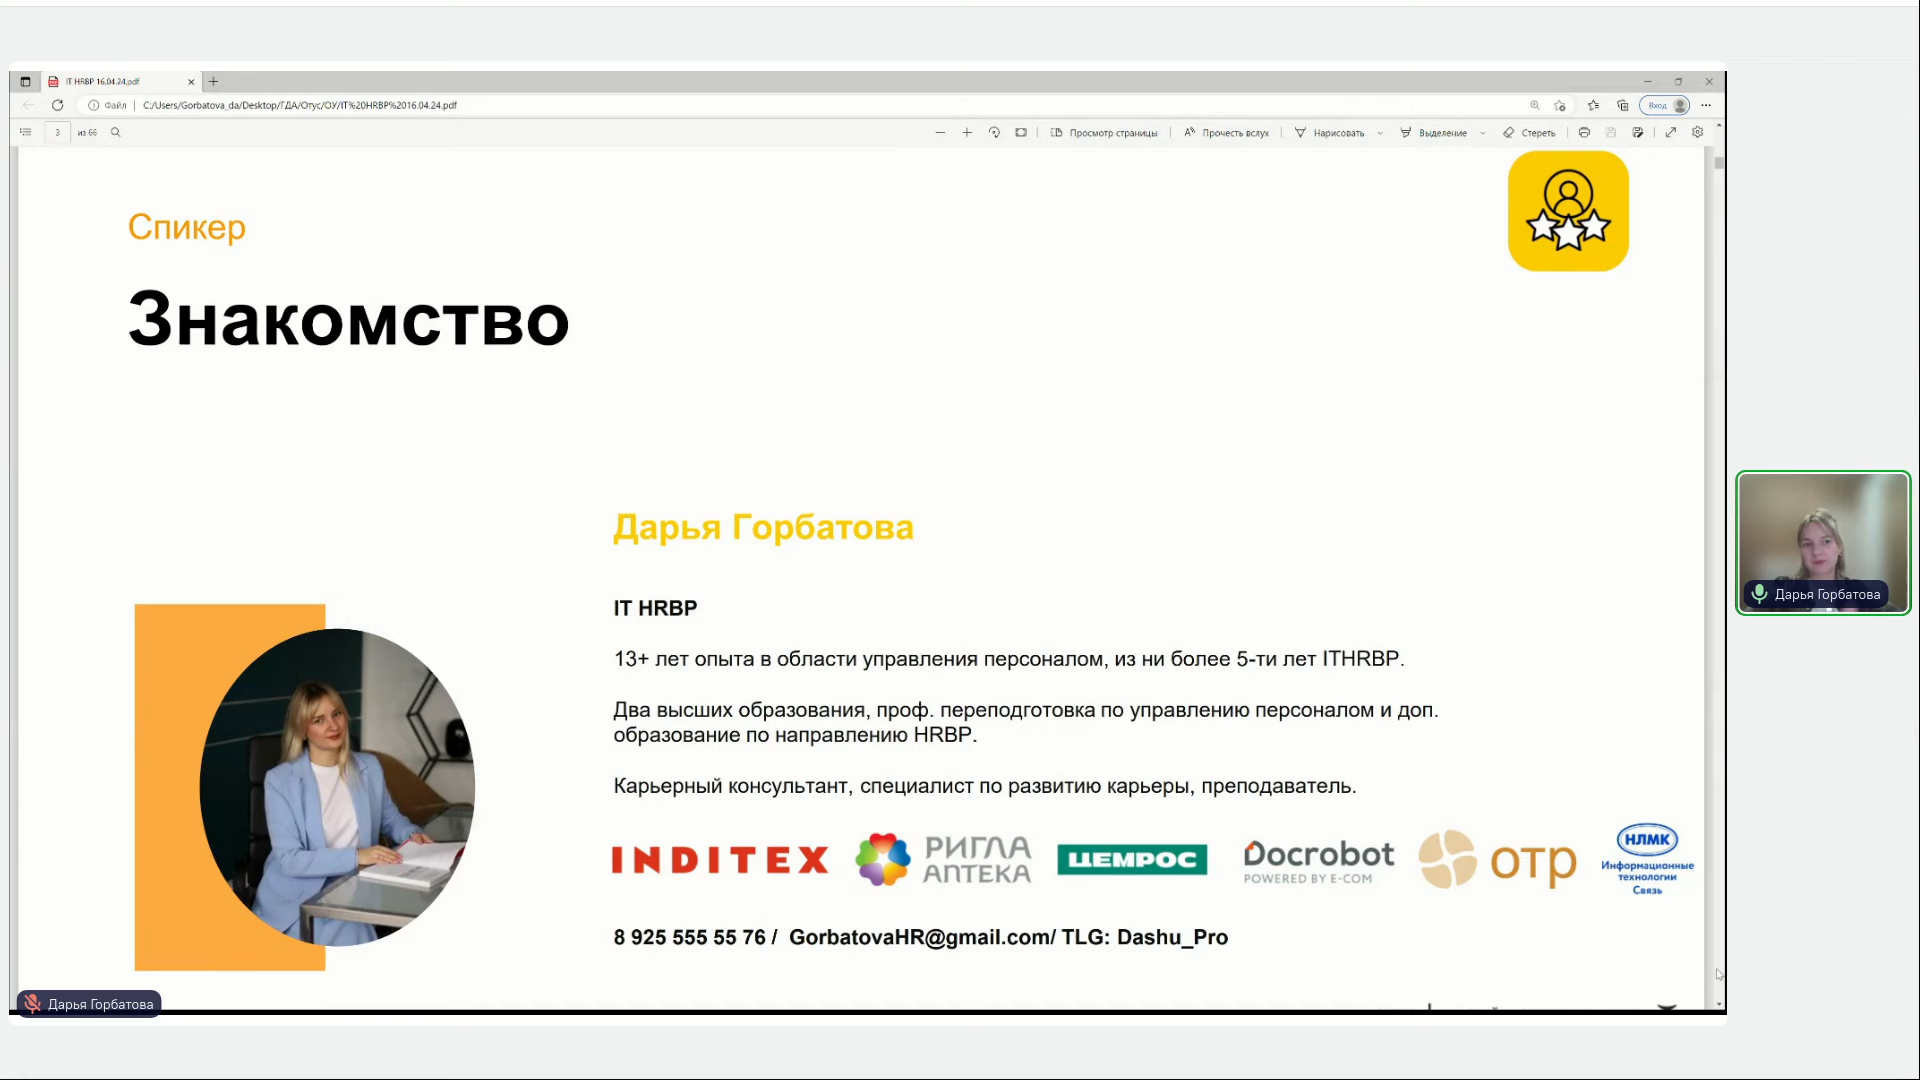 IT HRBP 16.04.24.pdf
Файл | C:/Users/Gorbatova_da/Desktop/ГДА/Отус/ОУ/IT%20HRBP%2016.04.24.pdf
Вход
3 из 66
Просмотр страницы
Прочесть вслух
Нарисовать
Выделение
Стереть
Спикер
Знакомство
Дарья Горбатова
IT HRBP
13+ лет опыта в области управления персоналом, из ни более 5-ти лет ITHRBP.
Два высших образования, проф. переподготовка по управлению персоналом и доп.
образование по направлению HRBP.
Карьерный консультант, специалист по развитию карьеры, преподаватель.
INDITEX
РИГЛА
АПТЕКА
ЦЕМРОС
Docrobot
POWERED BY E-COM
отр
НЛМК
Информационные
технологии
Связь
8 925 555 55 76 / GorbatovaHR@gmail.com/ TLG: Dashu_Pro
Дарья Горбатова
Дарья Горбатова